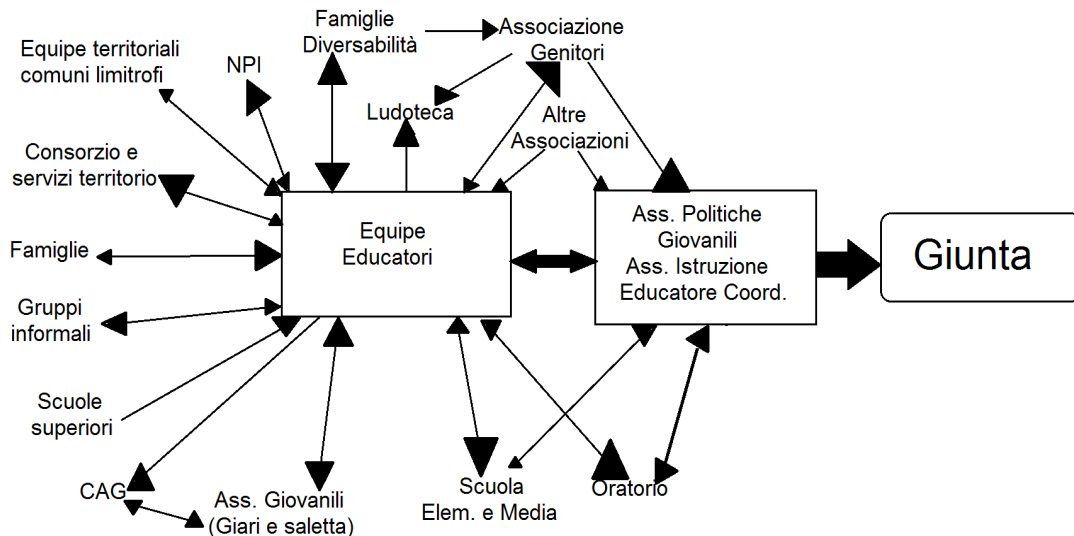 Equipe territoriali
comuni limitrofi
NPI
Famiglie
Diversabilità
Associazione
Genitori
Ludoteca
Altre
Associazioni
Consorzio e
servizi territorio
Famiglie
Gruppi
informali
Scuole
superiori
CAG
Ass. Giovanili
(Giari e saletta)
Scuola
Elem. e Media
Oratorio
Equipe
Educatori
Ass. Politiche
Giovanili
Ass. Istruzione
Educatore Coord.
Giunta